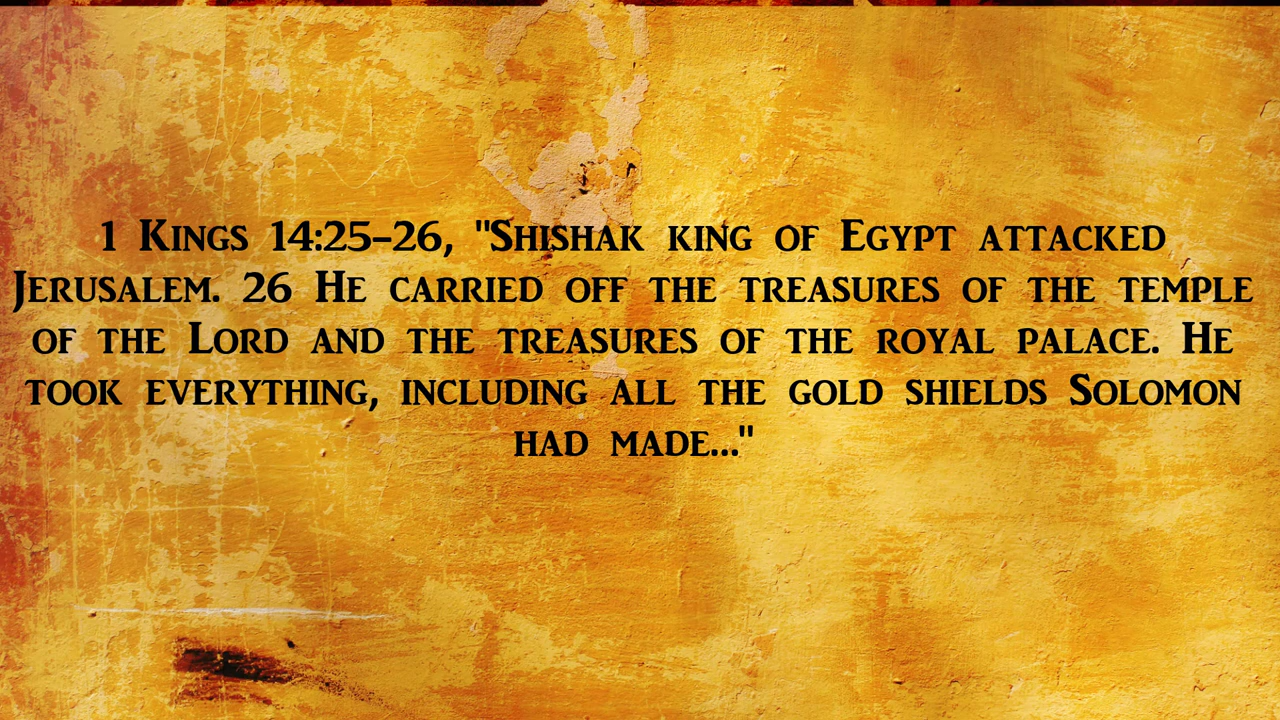 1 Kings 14:25-26, "Shishak king of Egypt attacked
Jerusalem. 26 He carried off the treasures of the temple
of the Lord and the treasures of the royal palace. He
took everything, including all the gold shields Solomon
had made..."